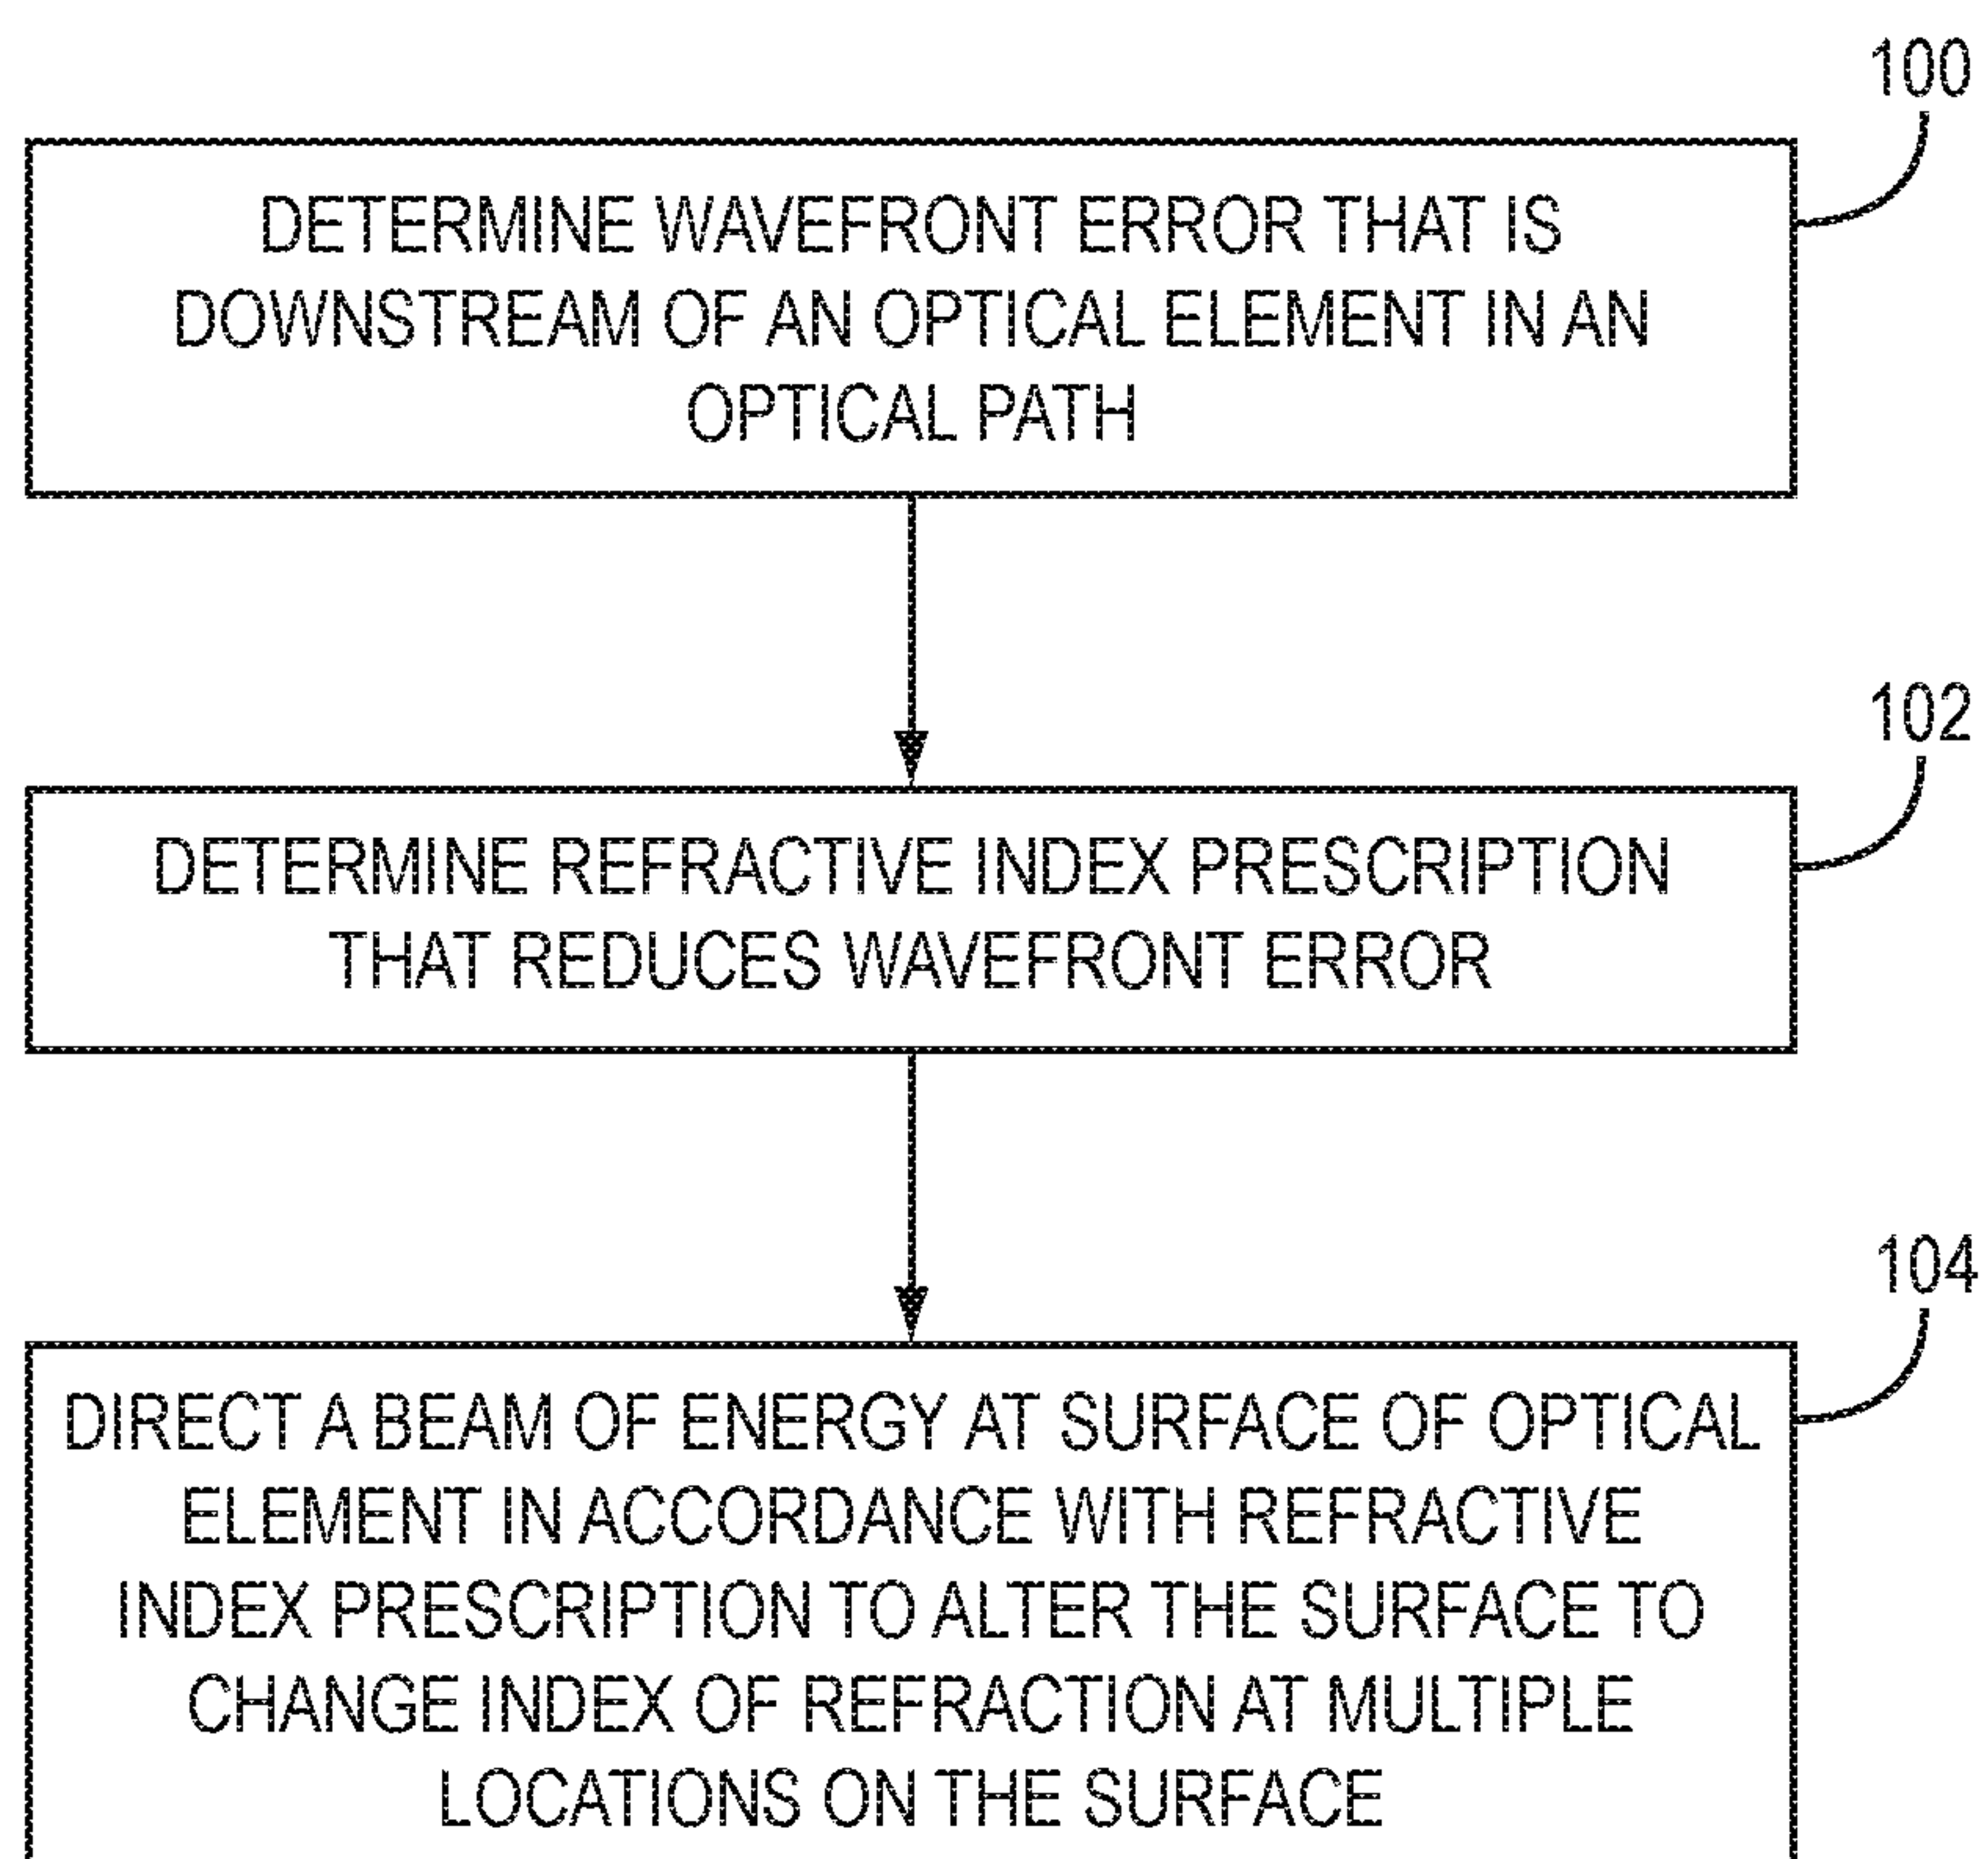 100
DETERMINE WAVEFRONT ERROR THAT IS
DOWNSTREAM OF AN OPTICAL ELEMENT IN AN
OPTICAL PATH
102
DETERMINE REFRACTIVE INDEX PRESCRIPTION
THAT REDUCES WAVEFRONT ERROR
104
DIRECT A BEAM OF ENERGY AT SURFACE OF OPTICAL
ELEMENT IN ACCORDANCE WITH REFRACTIVE
INDEX PRESCRIPTION TO ALTER THE SURFACE TO
CHANGE INDEX OF REFRACTION AT MULTIPLE
LOCATIONS ON THE SURFACE